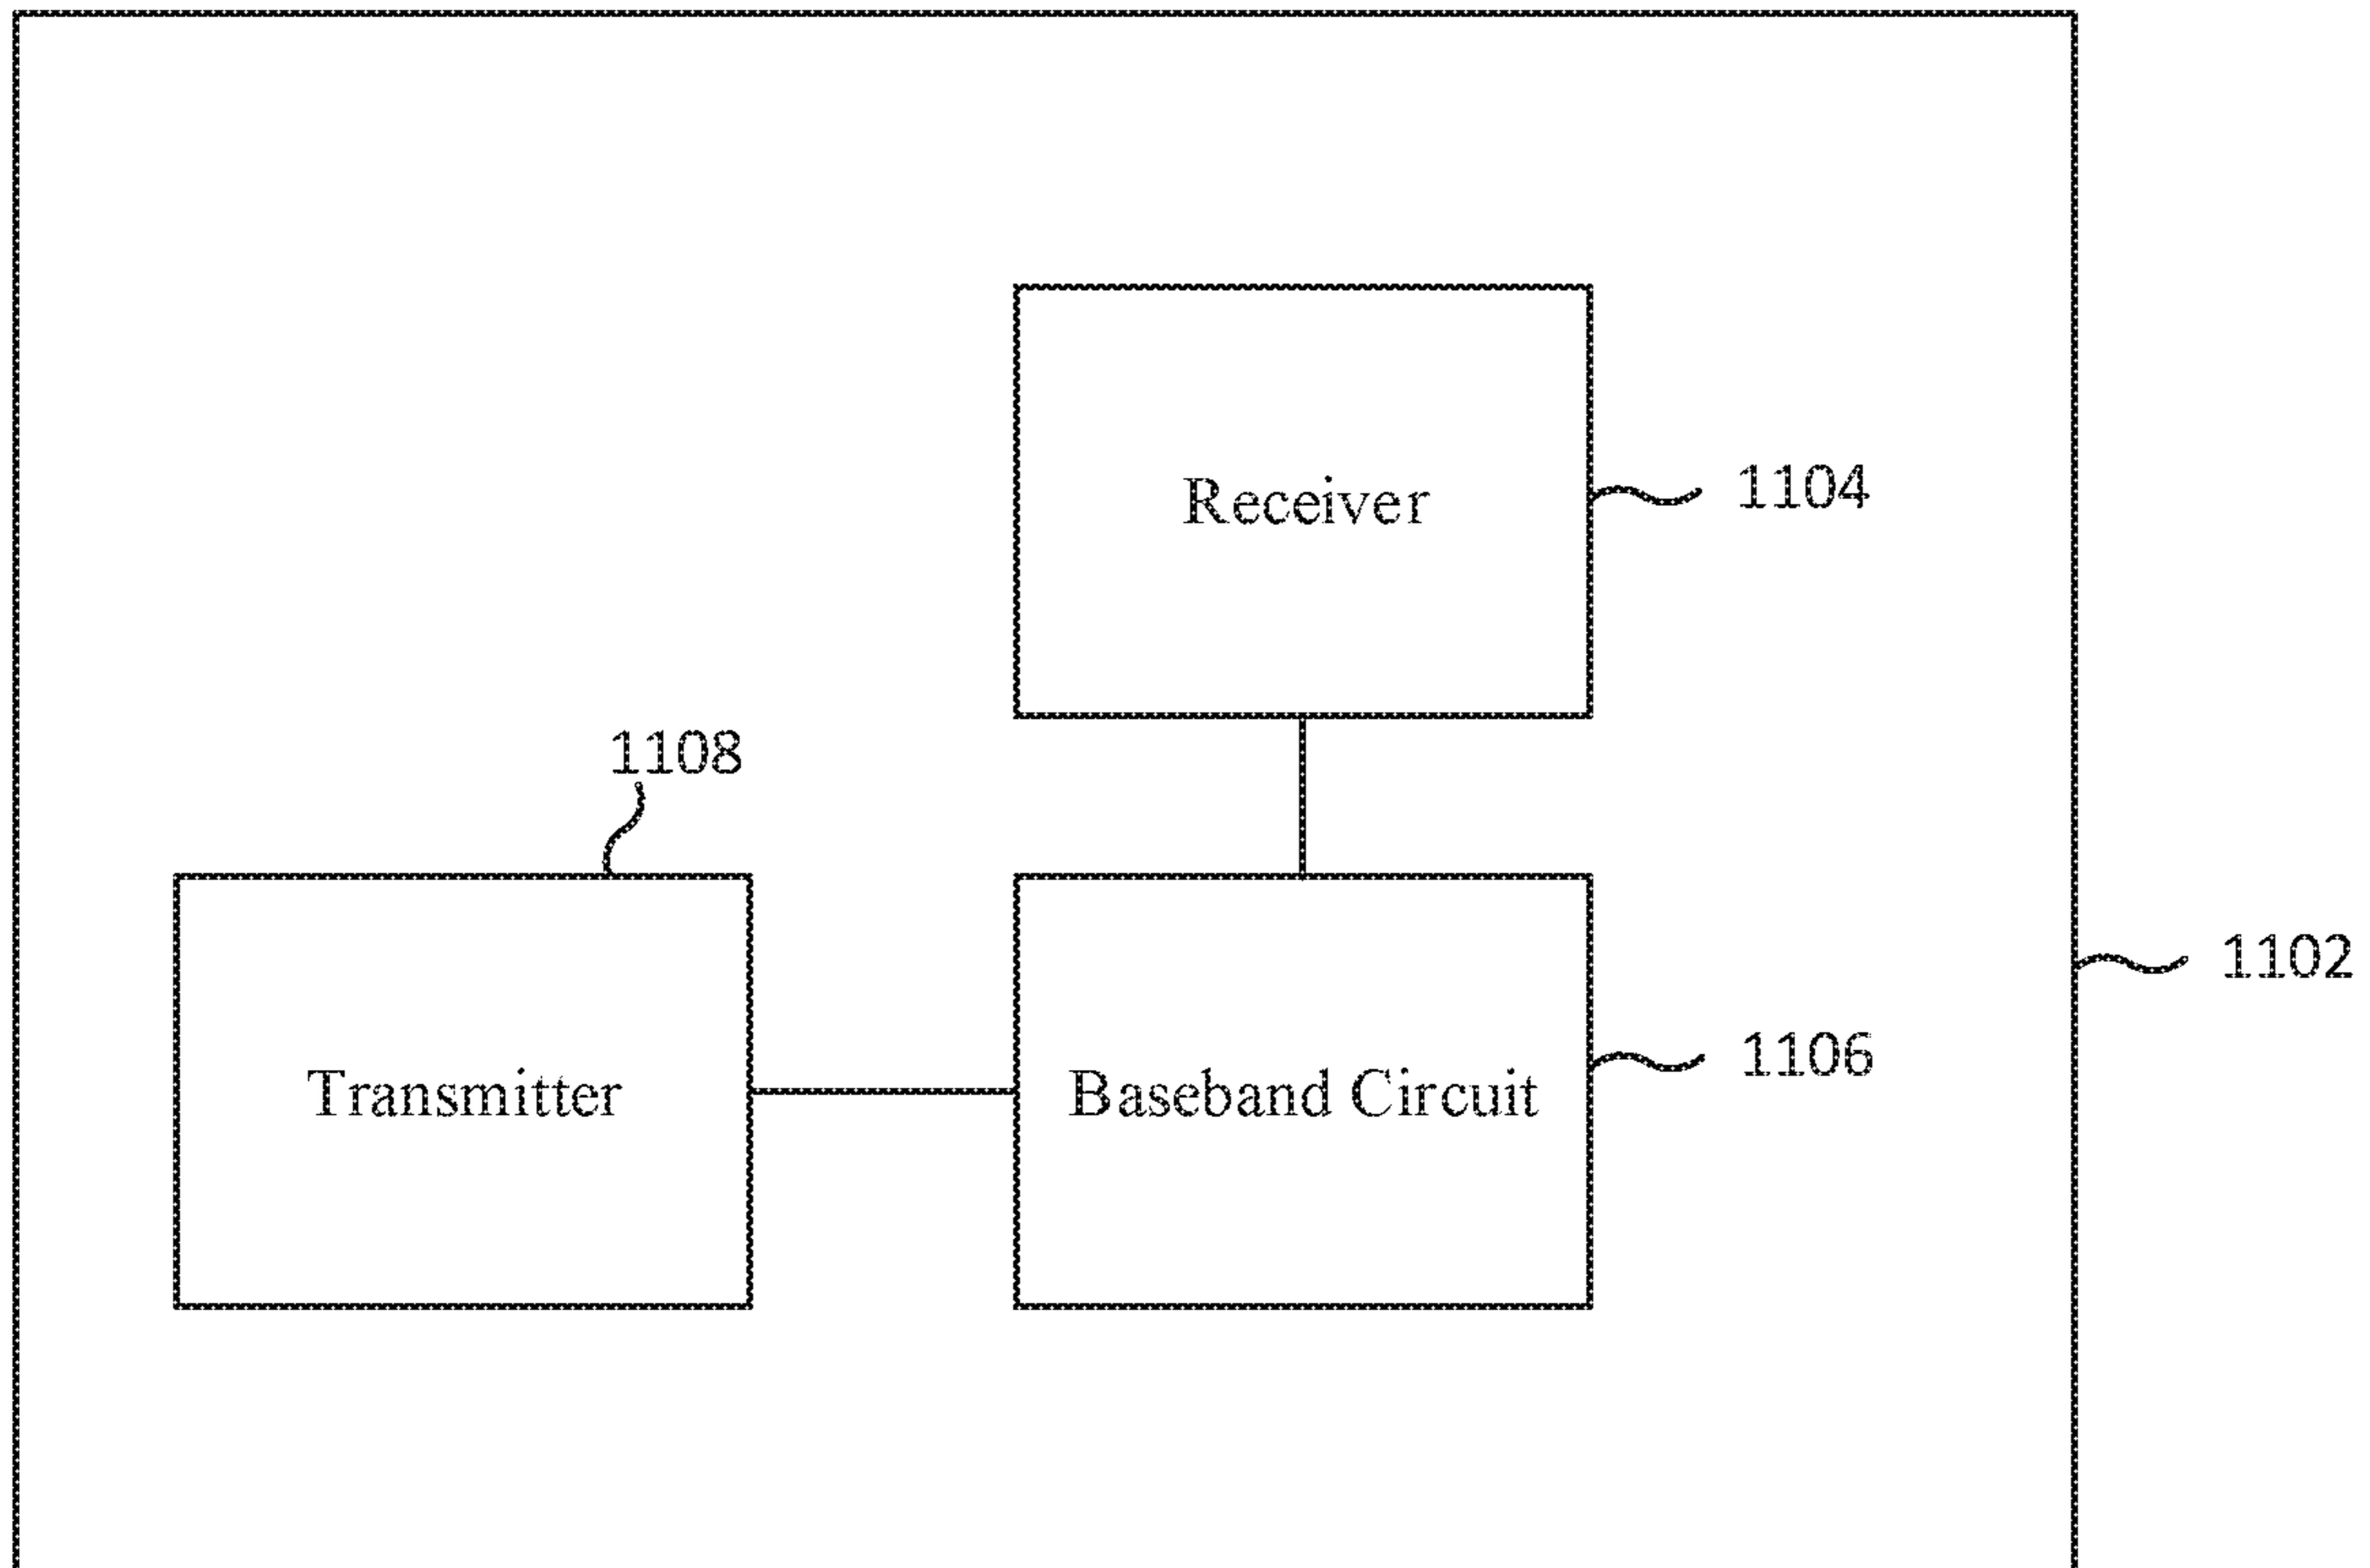 Receiver
1104
1108
1102
Transmitter
Baseband Circuit
1106